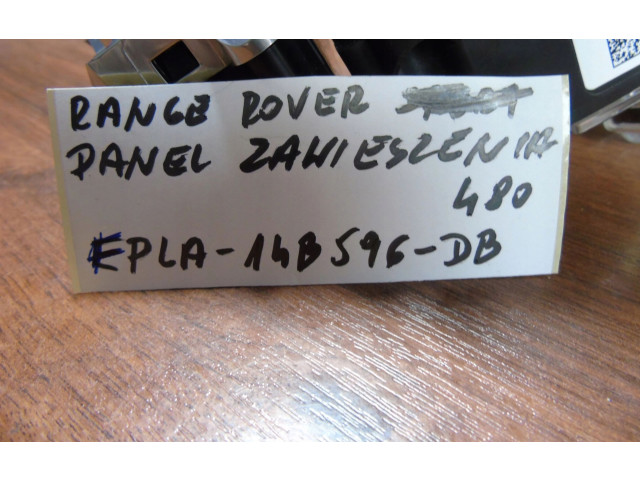 RANGE ROVER
PANEL ZAWIESZENIA
480
EPLA-14B596-DB